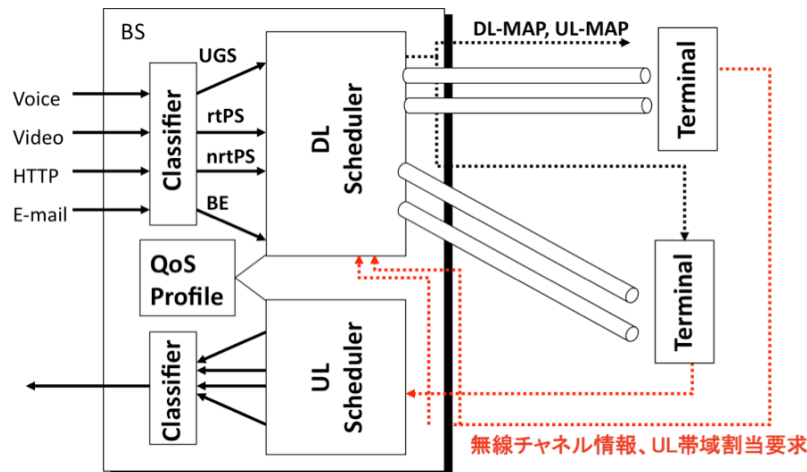 BS
DL-MAP, UL-MAP
UGS
Voice
rtPS
Video
nrtPS
HTTP
BE
E-mail
Classifier
DL
Scheduler
Terminal
QoS
Profile
Terminal
Classifier
UL
Scheduler
無線チャネル情報、UL帯域割当要求